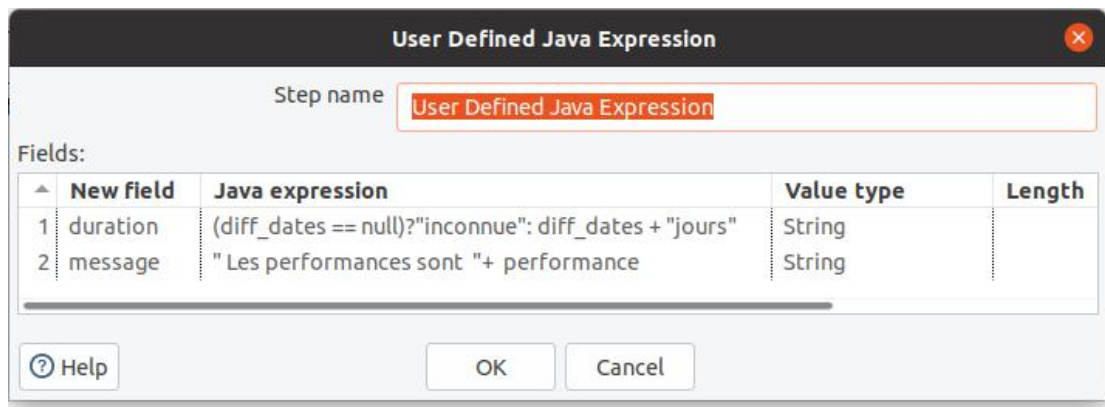 User Defined Java Expression
Step name User Defined Java Expression
Fields:
New field Java expression Value type Length
1 duration (diff_dates == null)?"inconnue": diff_dates + "jours" String
2 message " Les performances sont "+ performance String
Help OK Cancel